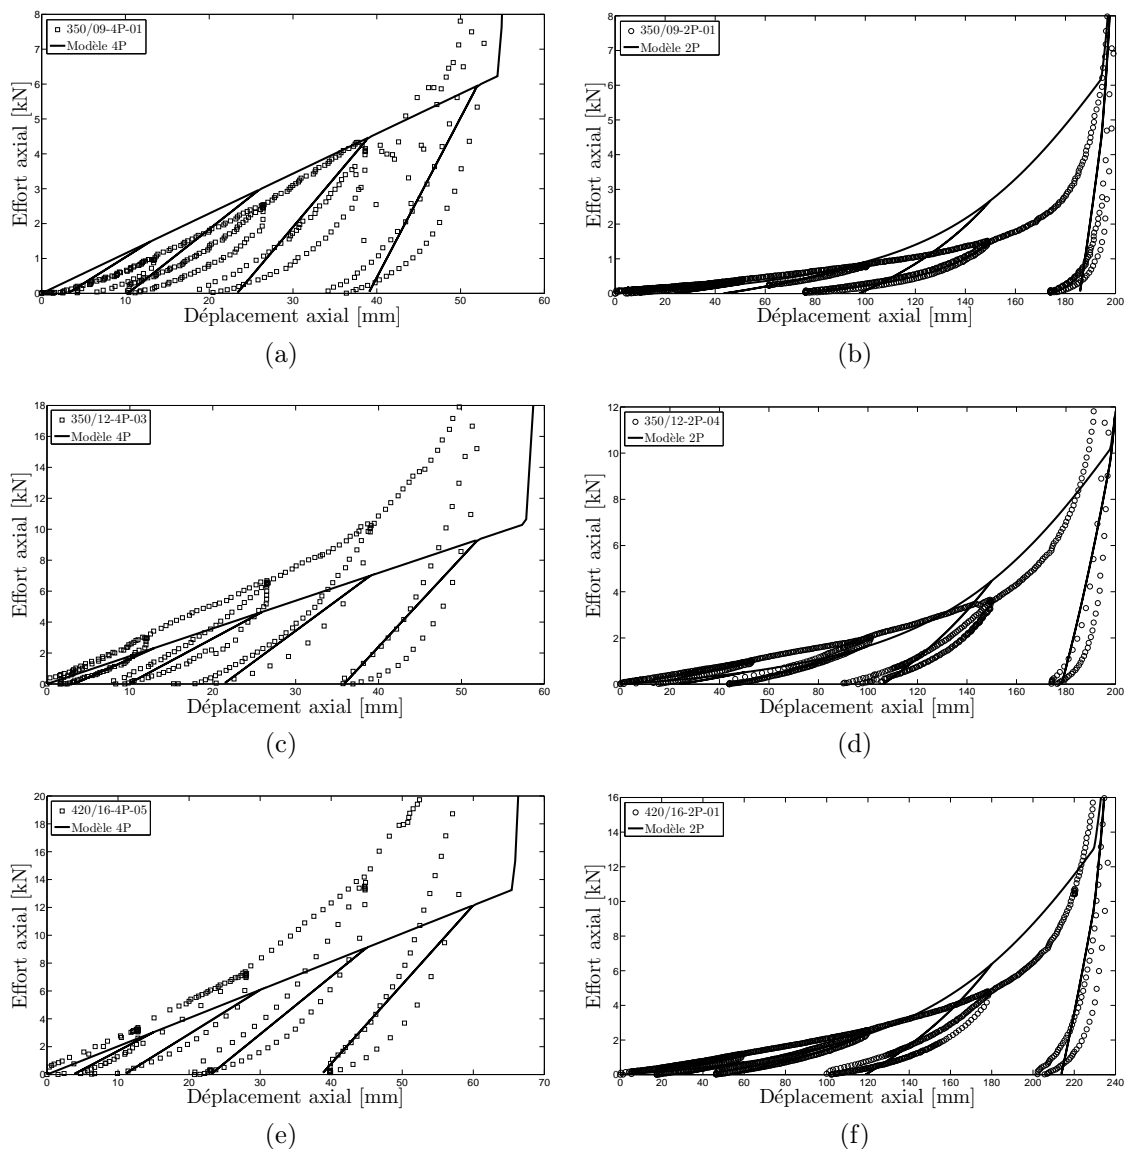 8
7
6
5
4
3
2
1
0
350/09-4P-01
Modèle 4P
Effort axial [kN]
0 10 20 30 40 50 60
Déplacement axial [mm]
(a)
8
7
6
5
4
3
2
1
0
350/09-2P-01
Modèle 2P
Effort axial [kN]
0 20 40 60 80 100 120 140 160 180 200
Déplacement axial [mm]
(b)
18
16
14
12
10
8
6
4
2
0
350/12-4P-03
Modèle 4P
Effort axial [kN]
0 10 20 30 40 50 60
Déplacement axial [mm]
(c)
12
10
8
6
4
2
0
350/12-2P-04
Modèle 2P
Effort axial [kN]
0 20 40 60 80 100 120 140 160 180 200
Déplacement axial [mm]
(d)
20
18
16
14
12
10
8
6
4
2
0
420/16-4P-05
Modèle 4P
Effort axial [kN]
0 10 20 30 40 50 60 70
Déplacement axial [mm]
(e)
16
14
12
10
8
6
4
2
0
420/16-2P-01
Modèle 2P
Effort axial [kN]
0 20 40 60 80 100 120 140 160 180 200 220 240
Déplacement axial [mm]
(f)